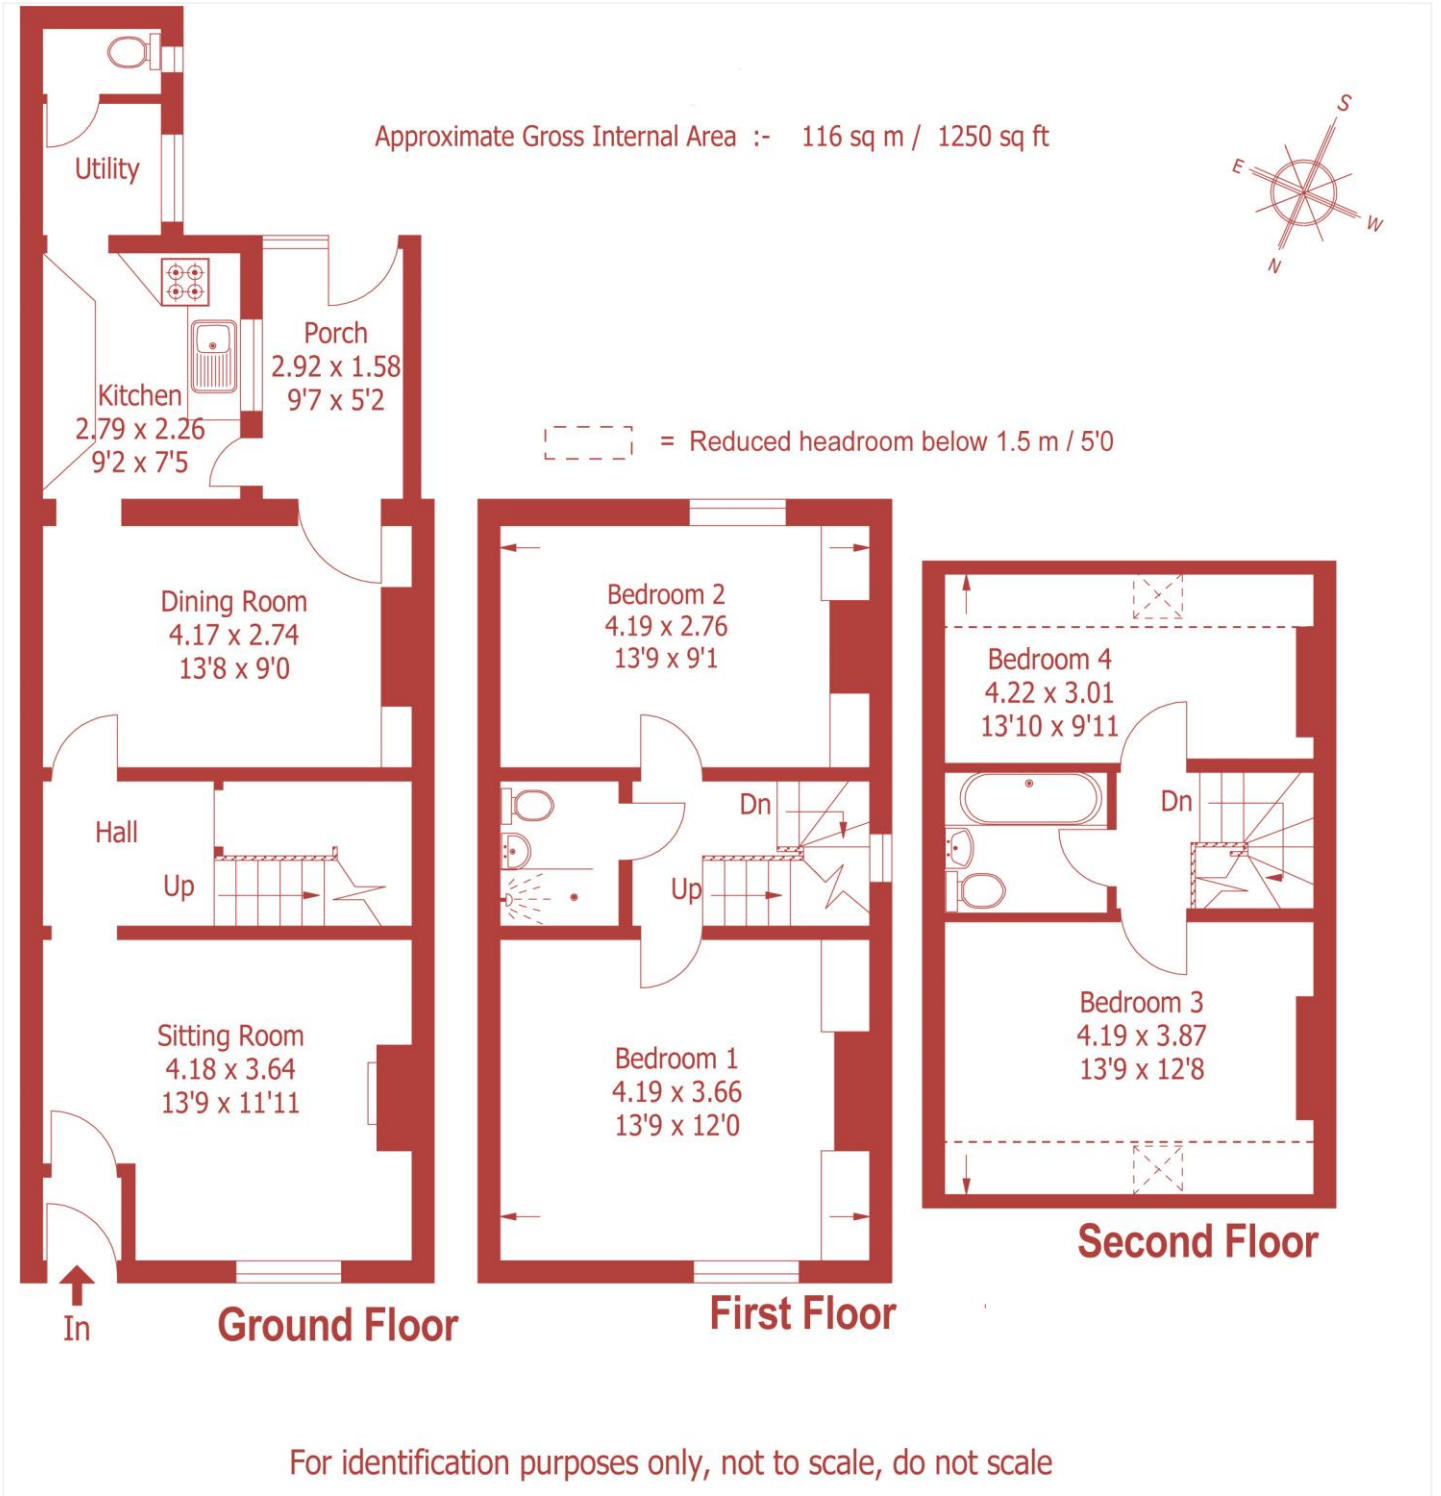 Approximate Gross Internal Area :- 116 sq m / 1250 sq ft
S
E
W
N
Utility
Porch
2.92 x 1.58
9'7 x 5'2
Kitchen
2.79 x 2.26
9'2 x 7'5
= Reduced headroom below 1.5 m / 5'0
Dining Room
4.17 x 2.74
13'8 x 9'0
Hall
Up
Sitting Room
4.18 x 3.64
13'9 x 11'11
In
Ground Floor
Bedroom 2
4.19 x 2.76
13'9 x 9'1
Dn
Up
Bedroom 1
4.19 x 3.66
13'9 x 12'0
First Floor
Bedroom 4
4.22 x 3.01
13'10 x 9'11
Dn
Bedroom 3
4.19 x 3.87
13'9 x 12'8
Second Floor
For identification purposes only, not to scale, do not scale